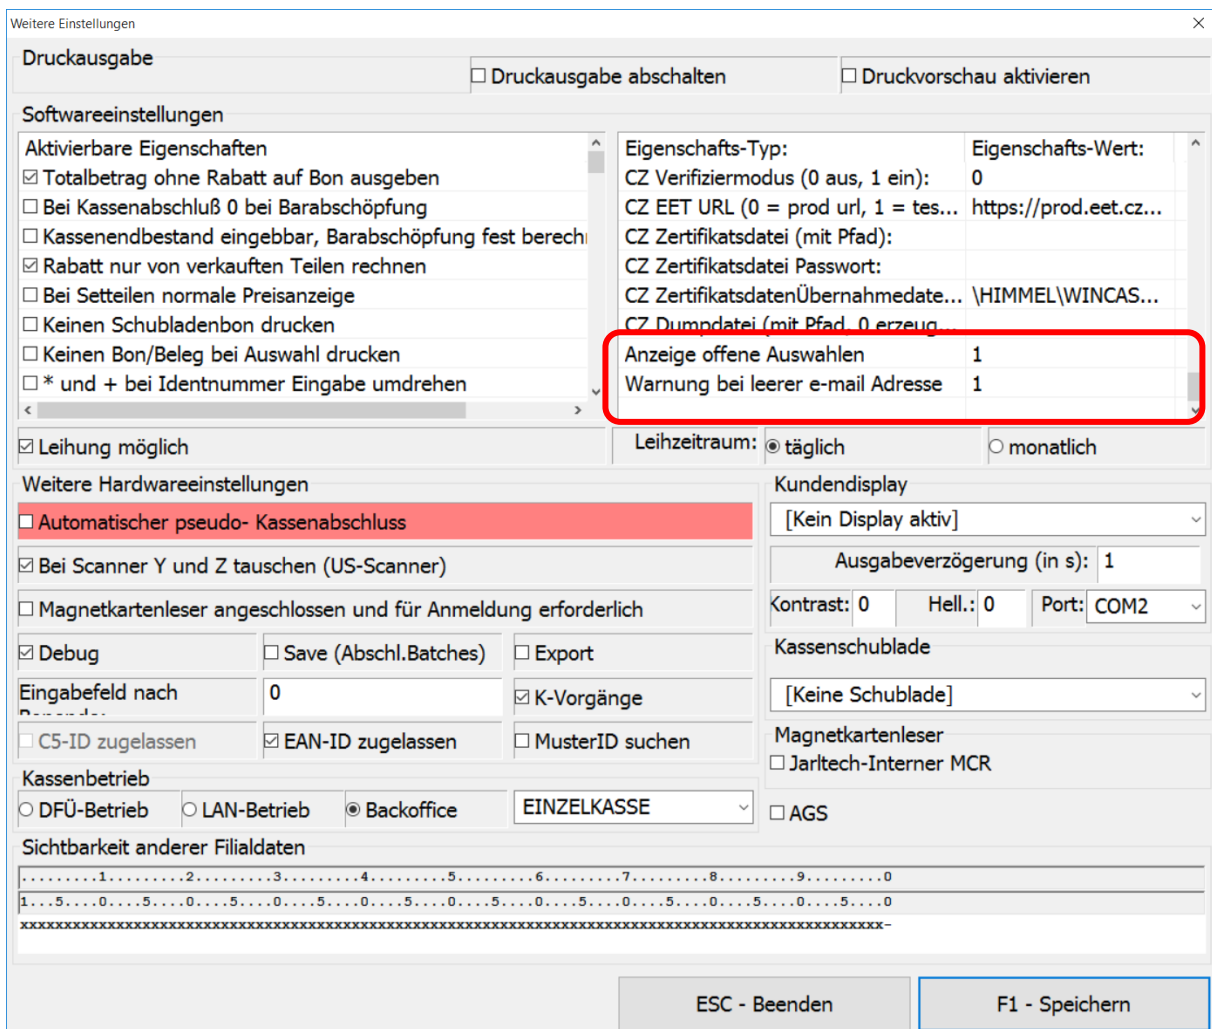 Weitere Einstellungen
Druckausgabe
Druckausgabe abschalten
Druckvorschau aktivieren
Softwareeinstellungen
Aktivierbare Eigenschaften
Totalbetrag ohne Rabatt auf Bon ausgeben
Bei Kassenabschluß 0 bei Barabschöpfung
Kassenendbestand eingebbar, Barabschöpfung fest berech
Rabatt nur von verkauften Teilen rechnen
Bei Setteilen normale Preisanzeige
Keinen Schubladenbon drucken
Keinen Bon/Beleg bei Auswahl drucken
* und + bei Identnummer Eingabe umdrehen
Eigenschafts-Typ: Eigenschafts-Wert:
CZ Verifiziermodus (0 aus, 1 ein): 0
CZ EET URL (0 = prod url, 1 = tes... https://prod.eet.cz...
CZ Zertifikatsdatei (mit Pfad):
CZ Zertifikatsdatei Passwort:
CZ ZertifikatsdatenÜbernahmedate... \HIMMEL\WINCAS...
CZ Dumpdatei (mit Pfad, 0 erzeug...
Anzeige offene Auswahlen 1
Warnung bei leerer e-mail Adresse 1
Leihung möglich
Leihzeitraum: täglich monatlich
Weitere Hardwareeinstellungen
Automatischer pseudo- Kassenabschluss
Bei Scanner Y und Z tauschen (US-Scanner)
Magnetkartenleser angeschlossen und für Anmeldung erforderlich
Debug Save (Abschl.Batches) Export
Eingabefeld nach 0 K-Vorgänge
C5-ID zugelassen EAN-ID zugelassen MusterID suchen
Kundendisplay
[Kein Display aktiv]
Ausgabeverzögerung (in s): 1
Kontrast: 0 Hell.: 0 Port: COM2
Kassenschublade
[Keine Schublade]
Magnetkartenleser
Jarltech-Interner MCR
AGS
Kassenbetrieb
DFÜ-Betrieb LAN-Betrieb Backoffice EINZELKASSE
Sichtbarkeit anderer Filialdaten
.........1.........2.........3.........4.........5.........6.........7.........8.........9.........0
1...5....0....5....0....5....0....5....0....5....0....5....0....5....0....5....0....5....0....5....0
xxxxxxxxxxxxxxxxxxxxxxxxxxxxxxxxxxxxxxxxxxxxxxxxxxxxxxxxxxxxxxxxxxxxxxxxxxxxxxxxxxxxxxxxxxxxxxxxxxx-
ESC - Beenden
F1 - Speichern